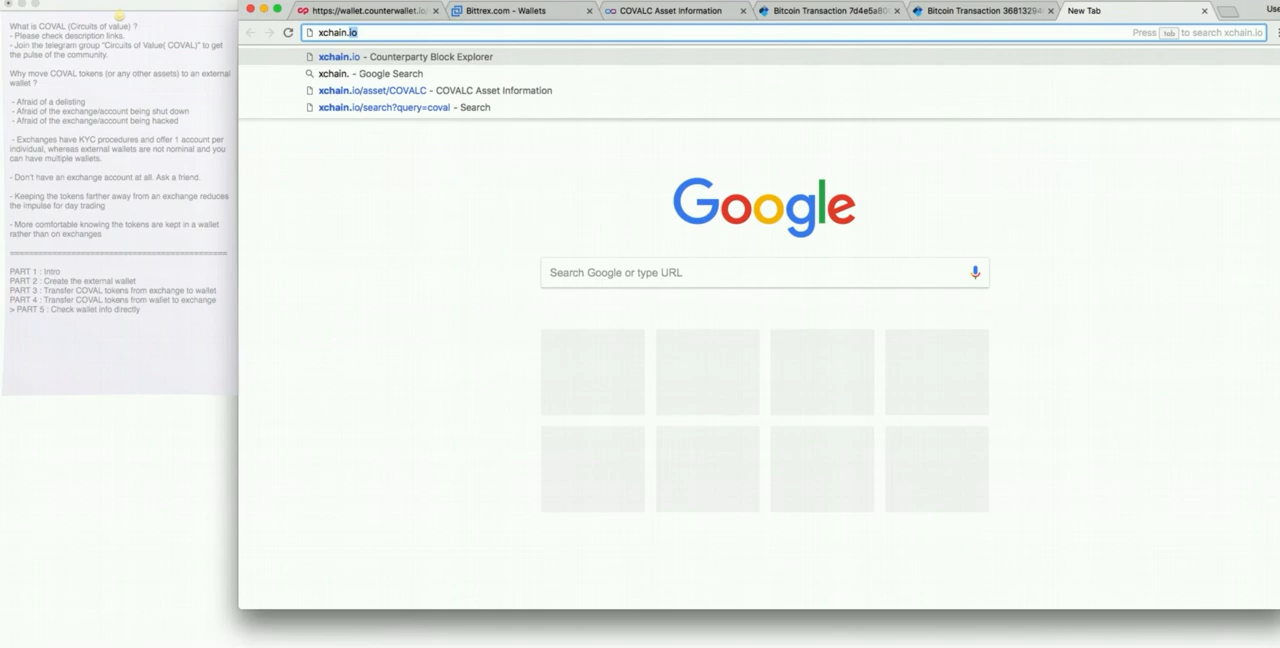 What is COVAL (Circuits of value) ?
- Please check description links.
- Join the telegram group "Circuits of Value( COVAL)" to get
the pulse of the community.
Why move COVAL tokens (or any other assets) to an external
wallet ?
- Afraid of a delisting
- Afraid of the exchange/account being shut down
- Afraid of the exchange/account being hacked
- Exchanges have KYC procedures and offer 1 account per
individual, whereas external wallets are not nominal and you
can have multiple wallets.
- Don't have an exchange account at all. Ask a friend.
- Keeping the tokens farther away from an exchange reduces
the impulse for day trading
- More comfortable knowing the tokens are kept in a wallet
rather than on exchanges
==========================================
PART 1 : Intro
PART 2 : Create the external wallet
PART 3 : Transfer COVAL tokens from exchange to wallet
PART 4 : Transfer COVAL tokens from wallet to exchange
> PART 5 : Check wallet info directly
https://wallet.counterwallet.io
Bittrex.com - Wallets
COVALC Asset Information
Bitcoin Transaction 7d4e5a80
Bitcoin Transaction 36813294
New Tab
Use
xchain.io
Press tab to search xchain.io
xchain.io - Counterparty Block Explorer
xchain. - Google Search
xchain.io/asset/COVALC - COVALC Asset Information
xchain.io/search?query=coval - Search
Google
Search Google or type URL